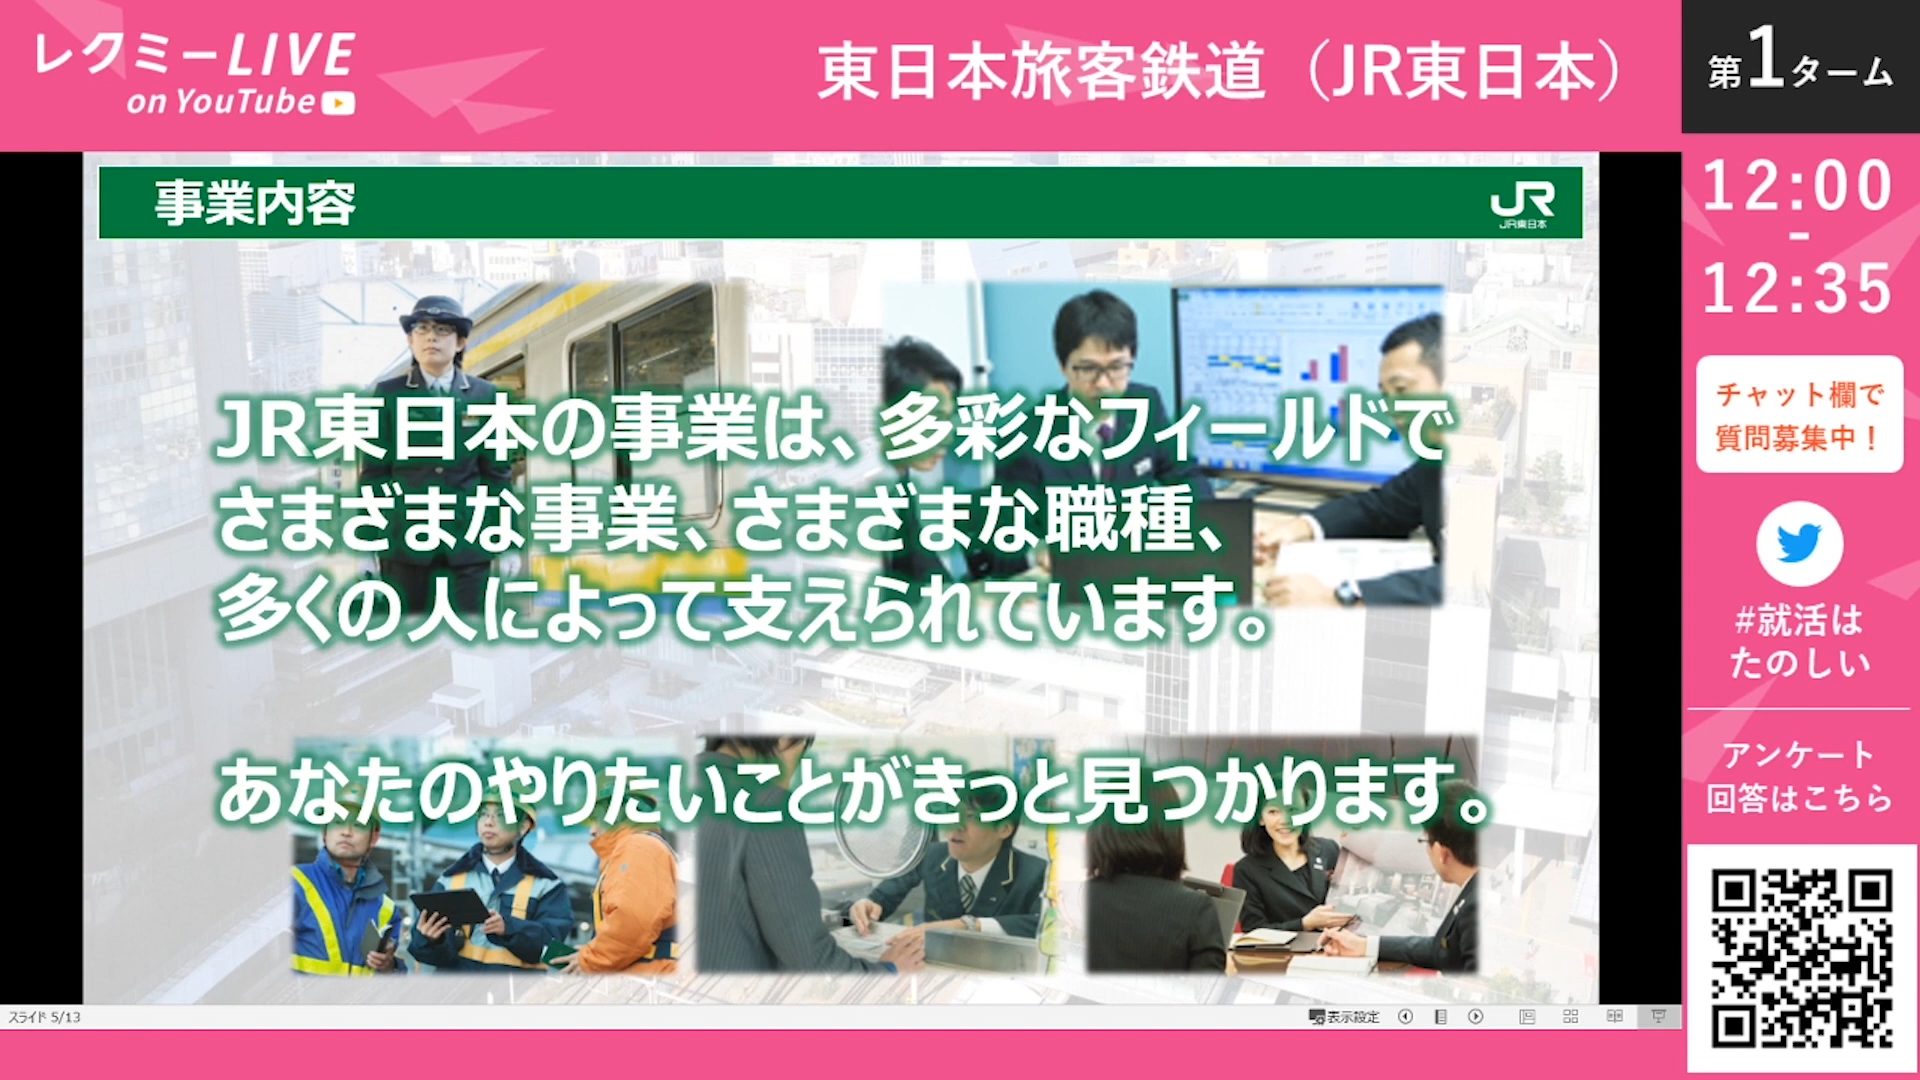 レクミーLIVE
on YouTube
東日本旅客鉄道（JR東日本）
第1ターム
12:00
-
12:35
チャット欄で
質問募集中！
#就活は
たのしい
アンケート
回答はこちら
事業内容
JR
JR東日本
JR東日本の事業は、多彩なフィールドで
さまざまな事業、さまざまな職種、
多くの人によって支えられています。
あなたのやりたいことがきっと見つかります。
スライド 5/13
表示設定